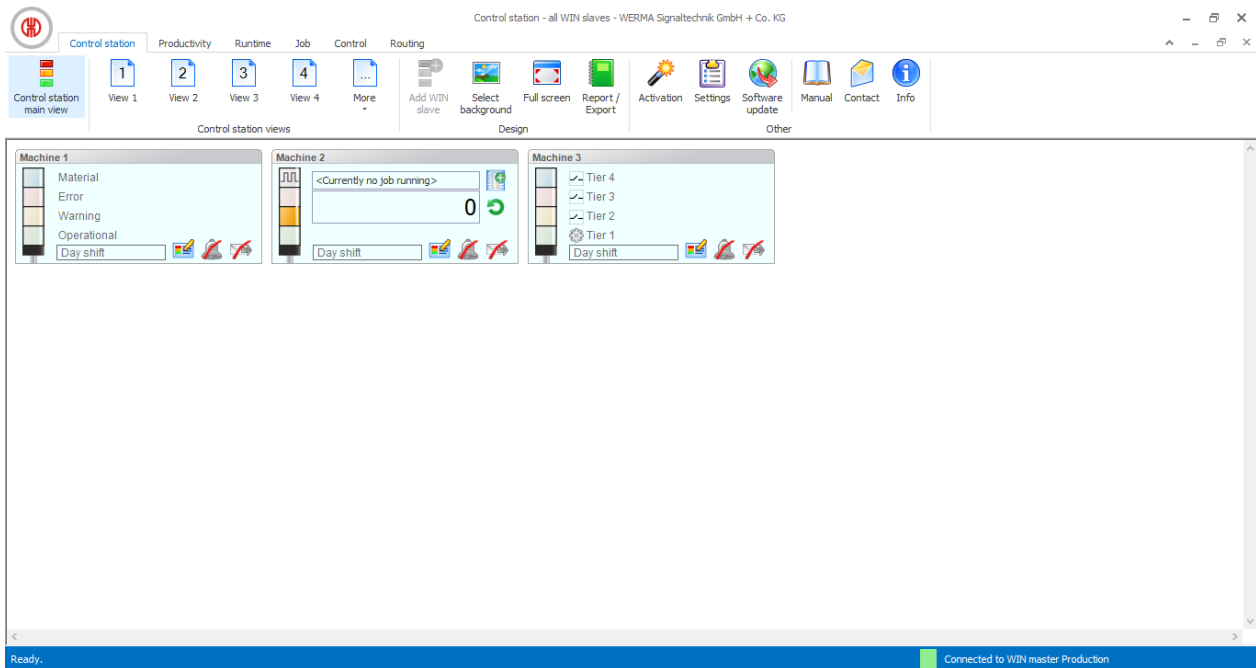 Control station - all WIN slaves - WERMA Signaltechnik GmbH + Co. KG
Control station Productivity Runtime Job Control Routing
Control station main view
1 View 1
2 View 2
3 View 3
4 View 4
... More
Add WIN slave
Select background
Full screen
Report / Export
Activation
Settings
Software update
Manual
Contact
Info
Control station views
Design
Other
Machine 1
Material
Error
Warning
Operational
Day shift
Machine 2
<Currently no job running>
0
Day shift
Machine 3
Tier 4
Tier 3
Tier 2
Tier 1
Day shift
Ready.
Connected to WIN master Production